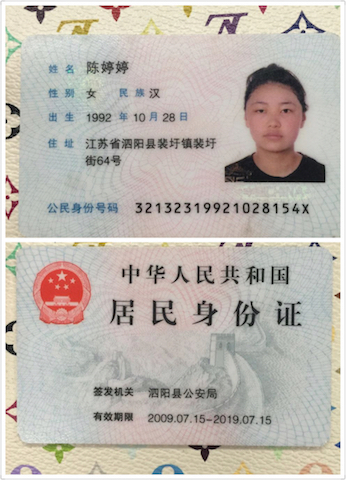 姓名 陈婷婷
性别 女 民族 汉
出生 1992 年 10 月 28 日
住址 江苏省泗阳县裴圩镇裴圩
街64号
公民身份号码 32132319921028154X
中华人民共和国
居民身份证
签发机关 泗阳县公安局
有效期限 2009.07.15-2019.07.15